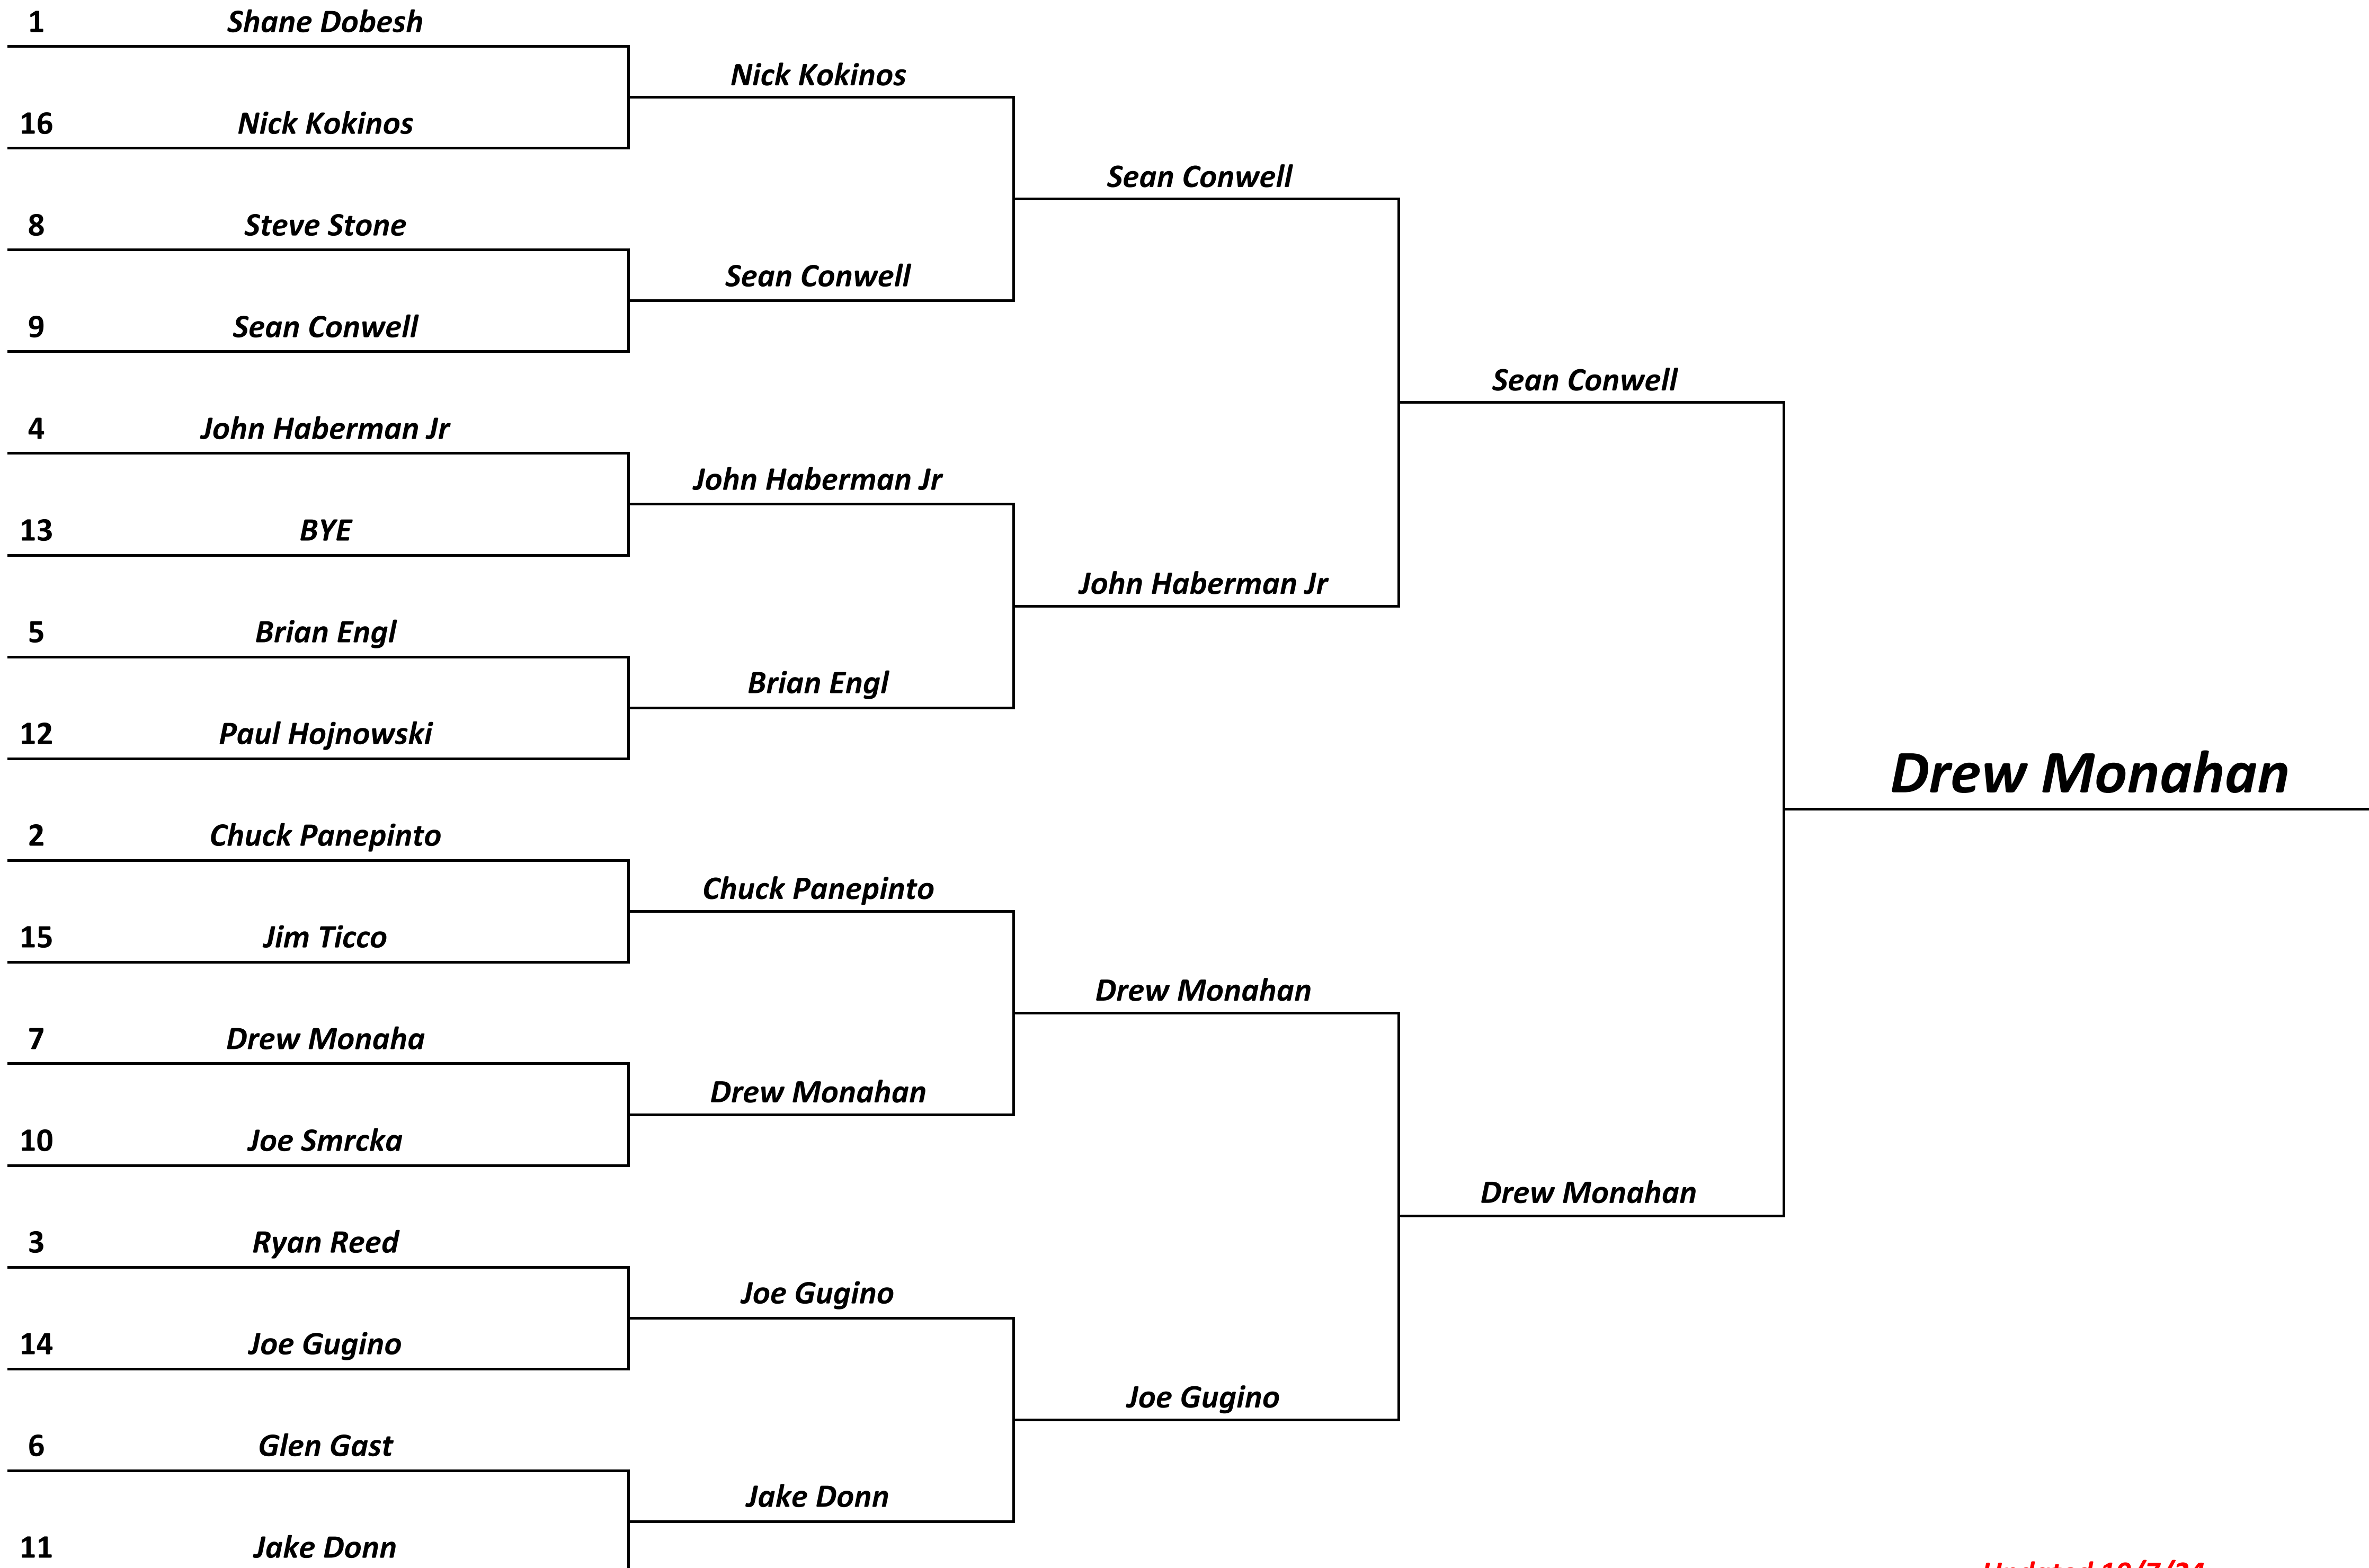 1 Shane Dobesh
Nick Kokinos
16 Nick Kokinos
Sean Conwell
8 Steve Stone
Sean Conwell
9 Sean Conwell
Sean Conwell
4 John Haberman Jr
John Haberman Jr
13 BYE
John Haberman Jr
5 Brian Engl
Brian Engl
12 Paul Hojnowski
Drew Monahan
2 Chuck Panepinto
Chuck Panepinto
15 Jim Ticco
Drew Monahan
7 Drew Monaha
Drew Monahan
10 Joe Smrcka
Drew Monahan
3 Ryan Reed
Joe Gugino
14 Joe Gugino
Joe Gugino
6 Glen Gast
Jake Donn
11 Jake Donn
Updated 10/7/24